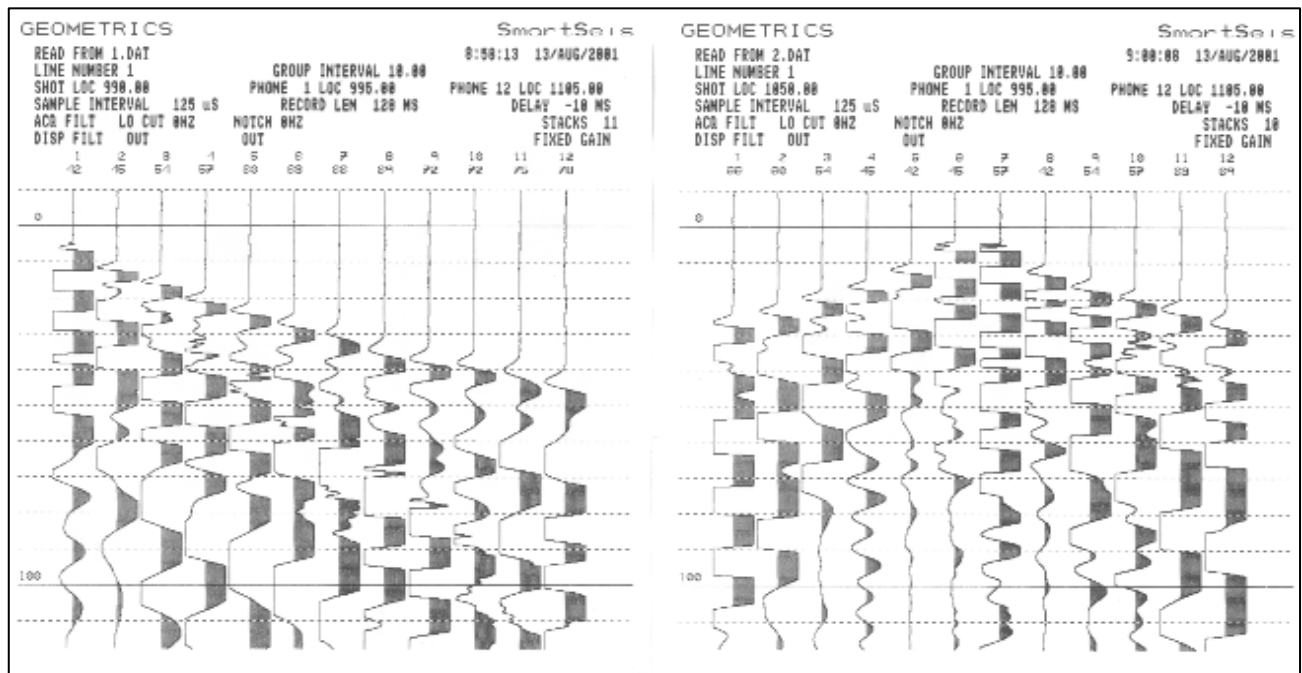 GEOMETRICS SmartSeis
READ FROM 1.DAT 8:58:13 13/AUG/2001
LINE NUMBER 1 GROUP INTERVAL 10.00
SHOT LOC 990.00 PHONE 1 LOC 995.00 PHONE 12 LOC 1105.00
SAMPLE INTERVAL 125 uS RECORD LEN 128 MS DELAY -10 MS
ACQ FILT LO CUT 0HZ NOTCH 0HZ STACKS 11
DISP FILT OUT OUT FIXED GAIN
1 2 3 4 5 6 7 8 9 10 11 12
0
100
GEOMETRICS SmartSeis
READ FROM 2.DAT 9:00:08 13/AUG/2001
LINE NUMBER 1 GROUP INTERVAL 10.00
SHOT LOC 1050.00 PHONE 1 LOC 995.00 PHONE 12 LOC 1105.00
SAMPLE INTERVAL 125 uS RECORD LEN 128 MS DELAY -10 MS
ACQ FILT LO CUT 0HZ NOTCH 0HZ STACKS 10
DISP FILT OUT OUT FIXED GAIN
1 2 3 4 5 6 7 8 9 10 11 12
0
100